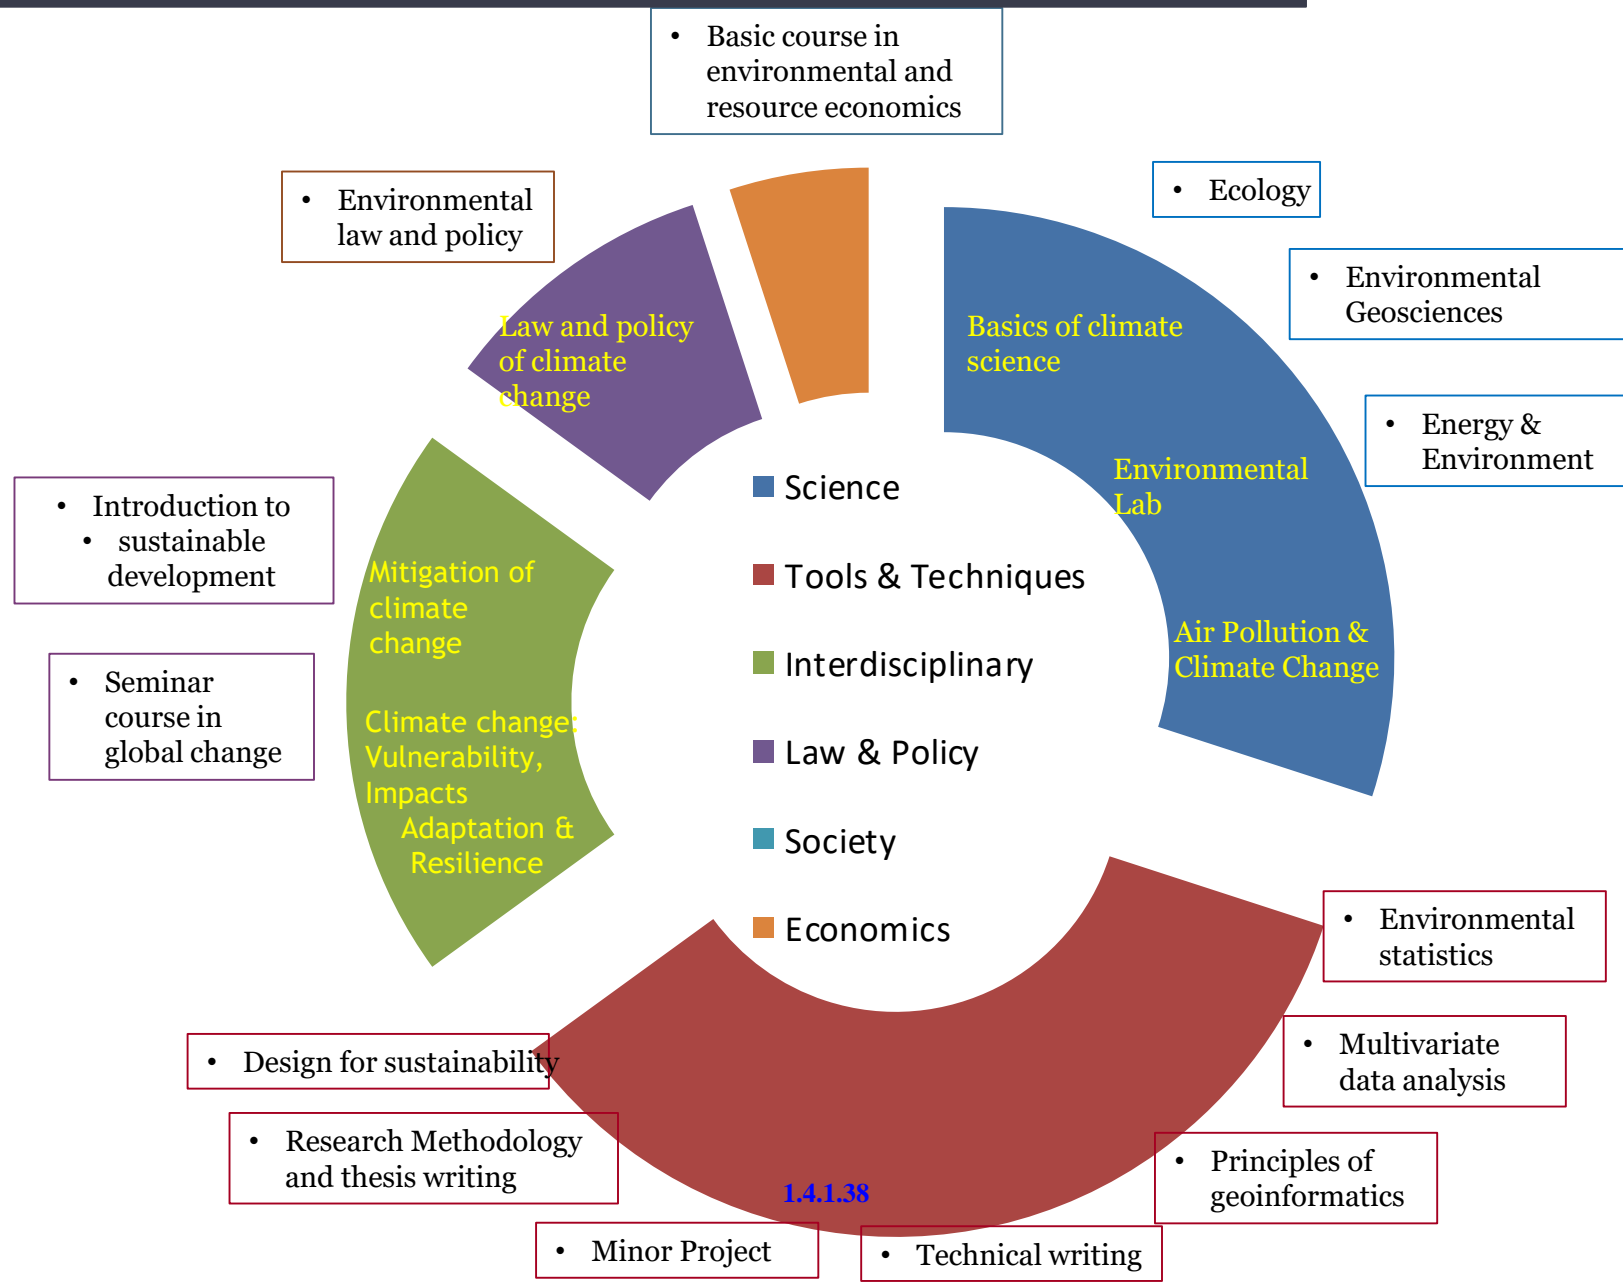 • Basic course in
environmental and
resource economics
• Environmental
law and policy
• Ecology
• Environmental
Geosciences
• Energy &
Environment
Law and policy
of climate
change
Basics of climate
science
Environmental
Lab
Air Pollution &
Climate Change
• Introduction to
• sustainable
development
• Seminar
course in
global change
Mitigation of
climate
change
Climate change:
Vulnerability,
Impacts
Adaptation &
Resilience
Science
Tools & Techniques
Interdisciplinary
Law & Policy
Society
Economics
• Environmental
statistics
• Multivariate
data analysis
• Principles of
geoinformatics
• Design for sustainability
• Research Methodology
and thesis writing
1.4.1.38
• Minor Project
• Technical writing